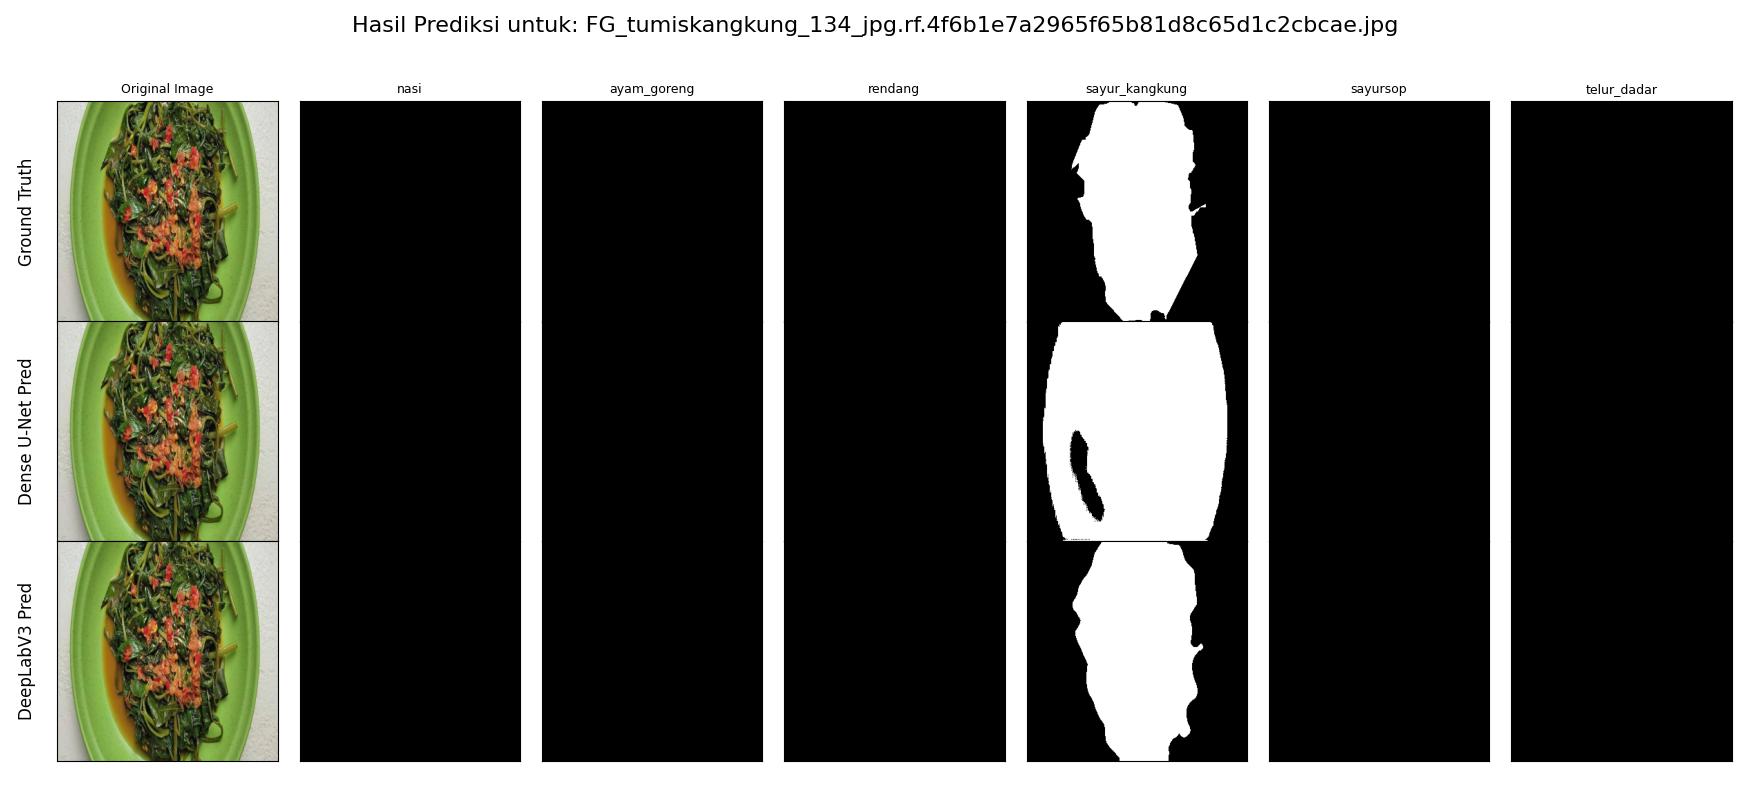 Hasil Prediksi untuk: FG_tumiskangkung_134_jpg.rf.4f6b1e7a2965f65b81d8c65d1c2cbcae.jpg
Original Image
nasi
ayam_goreng
rendang
sayur_kangkung
sayursop
telur_dadar
Ground Truth
Dense U-Net Pred
DeepLabV3 Pred